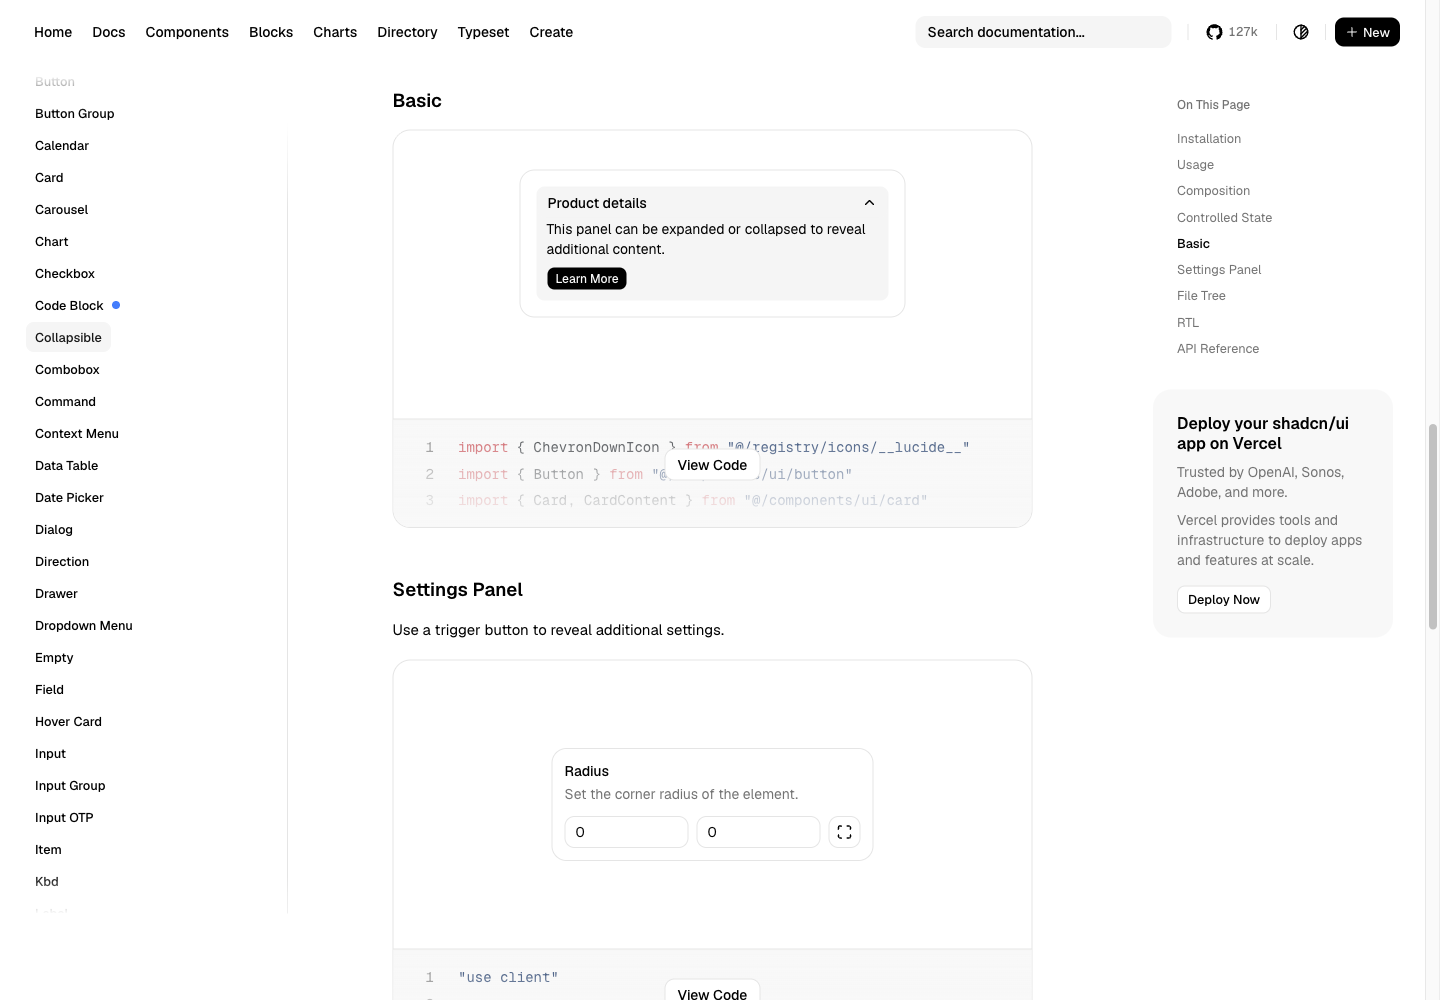 Home Docs Components Blocks Charts Directory Typeset Create
Search documentation...
127k
New
Button
Button Group
Calendar
Card
Carousel
Chart
Checkbox
Code Block
Collapsible
Combobox
Command
Context Menu
Data Table
Date Picker
Dialog
Direction
Drawer
Dropdown Menu
Empty
Field
Hover Card
Input
Input Group
Input OTP
Item
Kbd
Label
Basic
Product details
This panel can be expanded or collapsed to reveal
additional content.
Learn More
1 import { ChevronDownIcon } from "@/registry/icons/__lucide__"
2 import { Button } from "@/ui/button"
3 import { Card, CardContent } from "@/components/ui/card"
View Code
Settings Panel
Use a trigger button to reveal additional settings.
Radius
Set the corner radius of the element.
0 0
1 "use client"
View Code
On This Page
Installation
Usage
Composition
Controlled State
Basic
Settings Panel
File Tree
RTL
API Reference
Deploy your shadcn/ui
app on Vercel
Trusted by OpenAI, Sonos,
Adobe, and more.
Vercel provides tools and
infrastructure to deploy apps
and features at scale.
Deploy Now